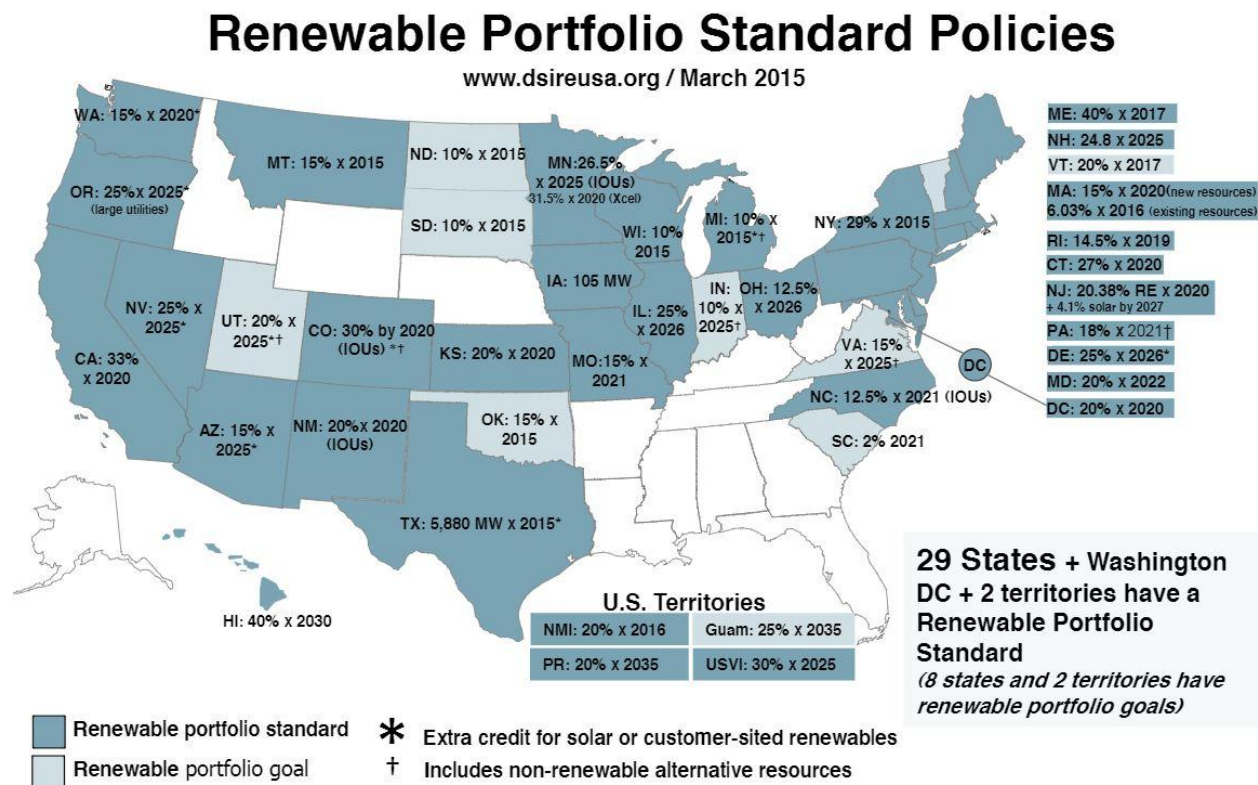 Renewable Portfolio Standard Policies
www.dsireusa.org / March 2015
WA: 15% x 2020*
OR: 25%x 2025*
(large utilities)
CA: 33%
x 2020
MT: 15% x 2015
NV: 25% x
2025*
UT: 20% x
2025*†
AZ: 15% x
2025*
ND: 10% x 2015
SD: 10% x 2015
CO: 30% by 2020
(IOUs) *†
NM: 20%x 2020
(IOUs)
KS: 20% x 2020
OK: 15% x
2015
TX: 5,880 MW x 2015*
MN:26.5%
x 2025 (IOUs)
31.5% x 2020 (Xcel)
IA: 105 MW
MO:15% x
2021
WI: 10%
2015
IL: 25%
x 2026
MI: 10% x
2015*†
IN:
10% x
2025†
OH: 12.5%
x 2026
NY: 29% x 2015
VA: 15%
x 2025†
NC: 12.5% x 2021 (IOUs)
SC: 2% 2021
DC
HI: 40% x 2030
ME: 40% x 2017
NH: 24.8 x 2025
VT: 20% x 2017
MA: 15% x 2020(new resources)
6.03% x 2016 (existing resources)
RI: 14.5% x 2019
CT: 27% x 2020
NJ: 20.38% RE x 2020
+ 4.1% solar by 2027
PA: 18% x 2021†
DE: 25% x 2026*
MD: 20% x 2022
DC: 20% x 2020
U.S. Territories
NMI: 20% x 2016
Guam: 25% x 2035
PR: 20% x 2035
USVI: 30% x 2025
29 States + Washington
DC + 2 territories have a
Renewable Portfolio
Standard
(8 states and 2 territories have
renewable portfolio goals)
Renewable portfolio standard
Renewable portfolio goal
* Extra credit for solar or customer-sited renewables
† Includes non-renewable alternative resources